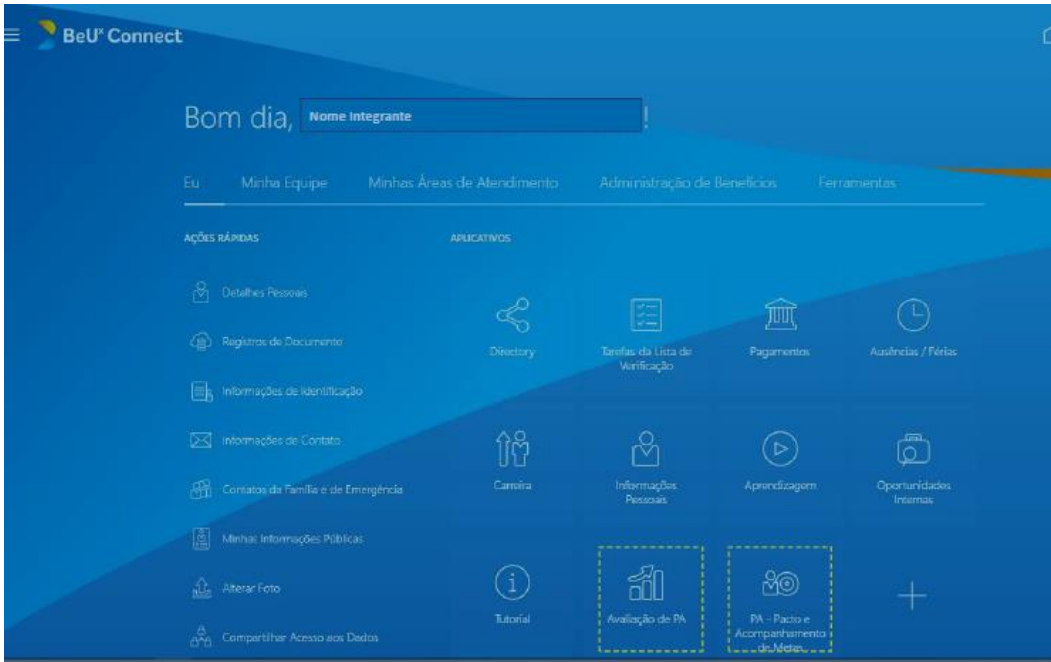 BeUx Connect
Bom dia, Nome Integrante !
Eu Minha Equipe Minhas Áreas de Atendimento Administração de Benefícios Ferramentas
AÇÕES RÁPIDAS
APLICATIVOS
Detalhes Pessoais
Registros de Documento
Informações de Identificação
Informações de Contato
Contatos da Família e de Emergência
Minhas Informações Públicas
Alterar Foto
Compartilhar Acesso aos Dados
Directory
Tarefas da Lista de
Verificação
Pagamentos
Ausências / Férias
Carreira
Informações
Pessoais
Aprendizagem
Oportunidades
Internas
Tutorial
Avaliação de PA
PA - Pacto e
Acompanhamento
de Metas